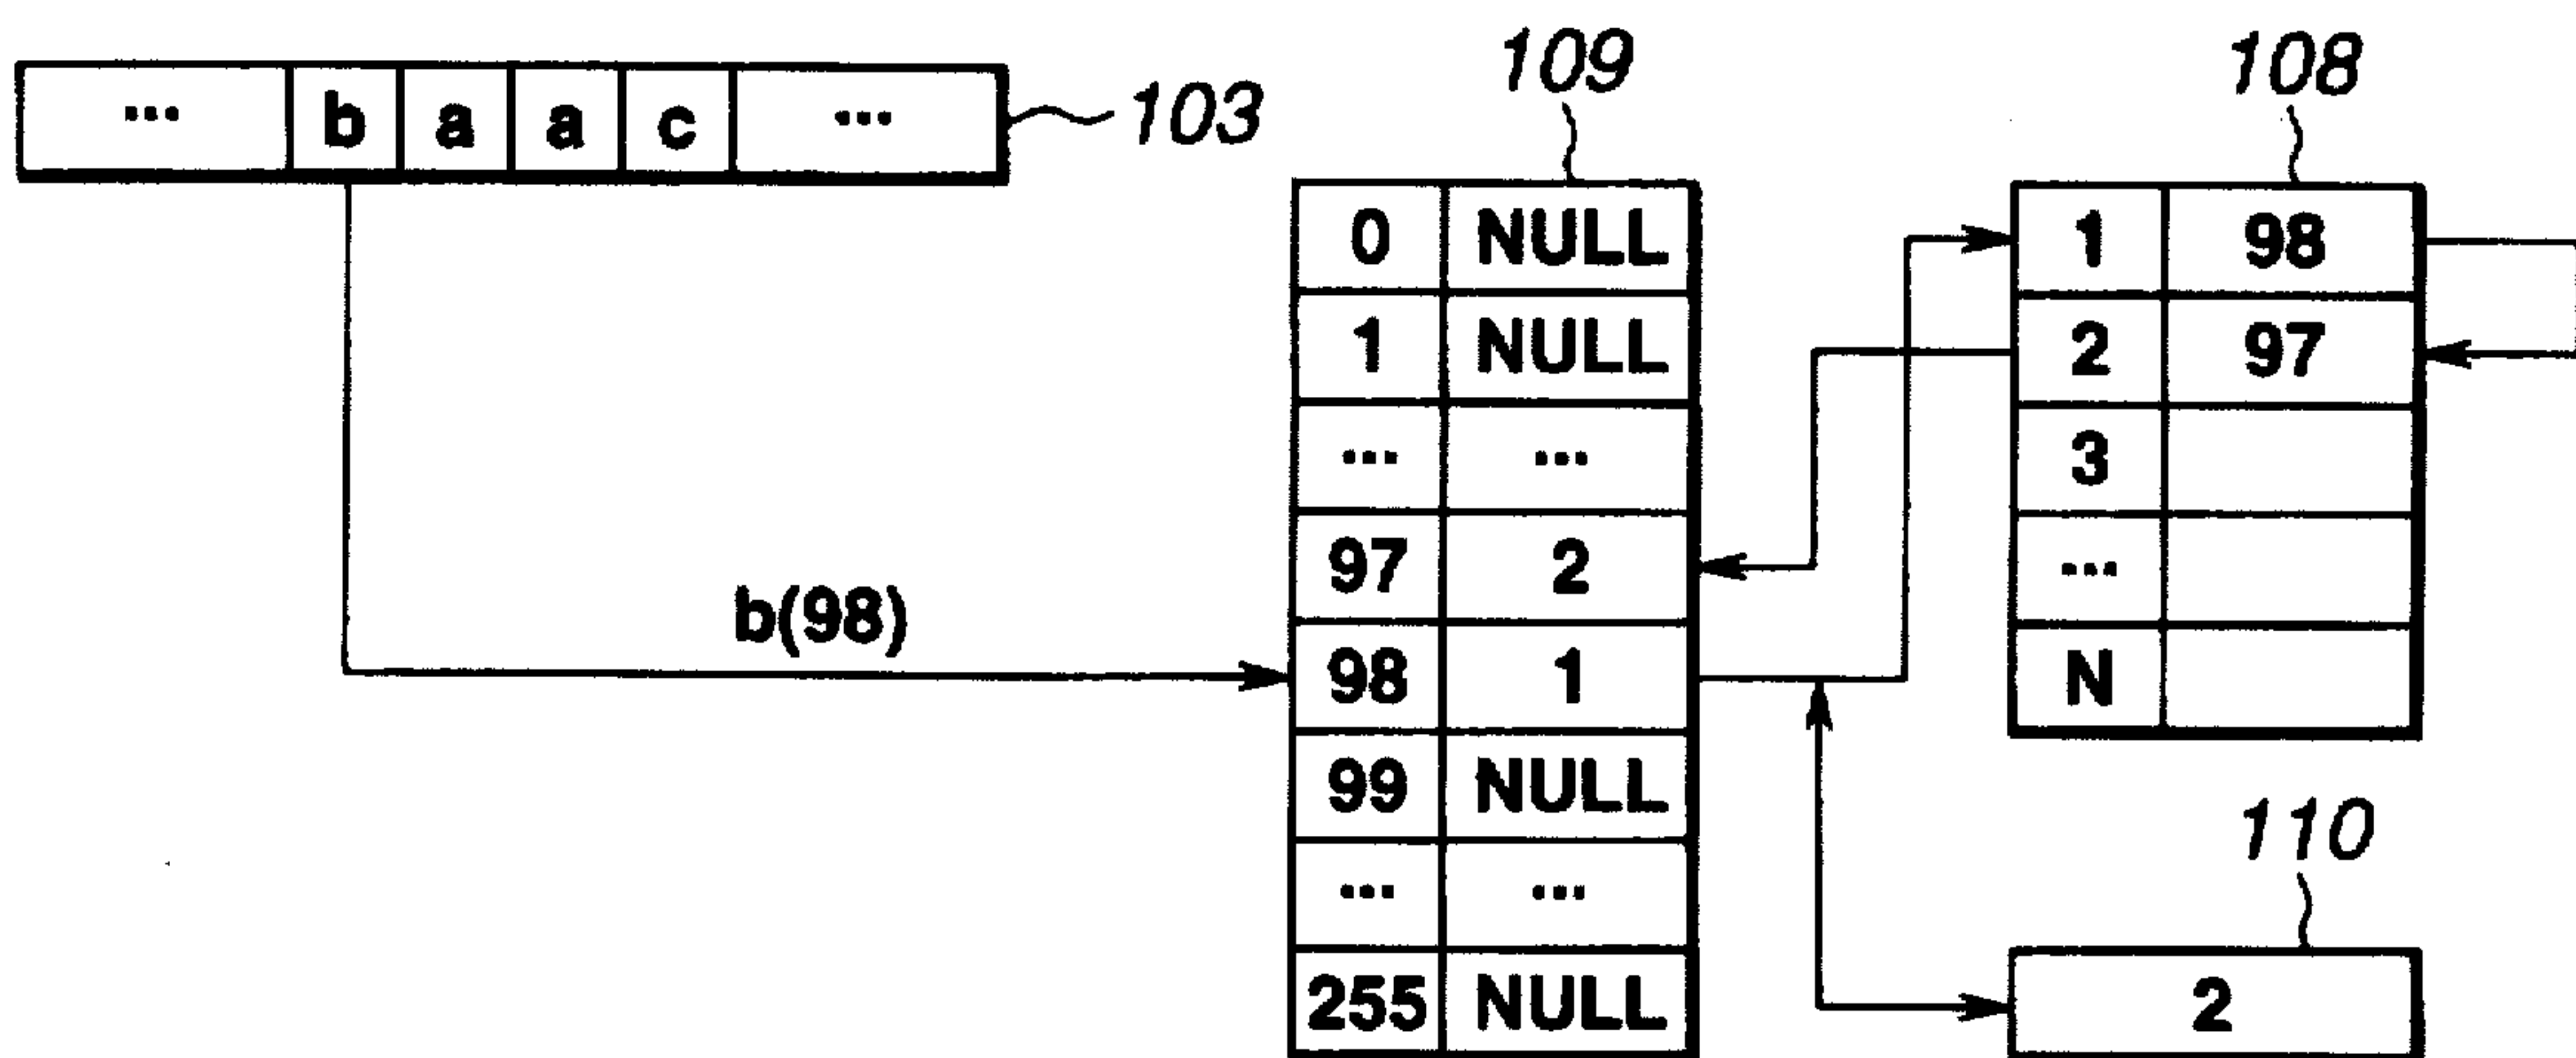 ... b a a c ...
103
109
0 NULL
1 NULL
... ...
97 2
98 1
99 NULL
... ...
255 NULL
b(98)
108
1 98
2 97
3
...
N
110
2